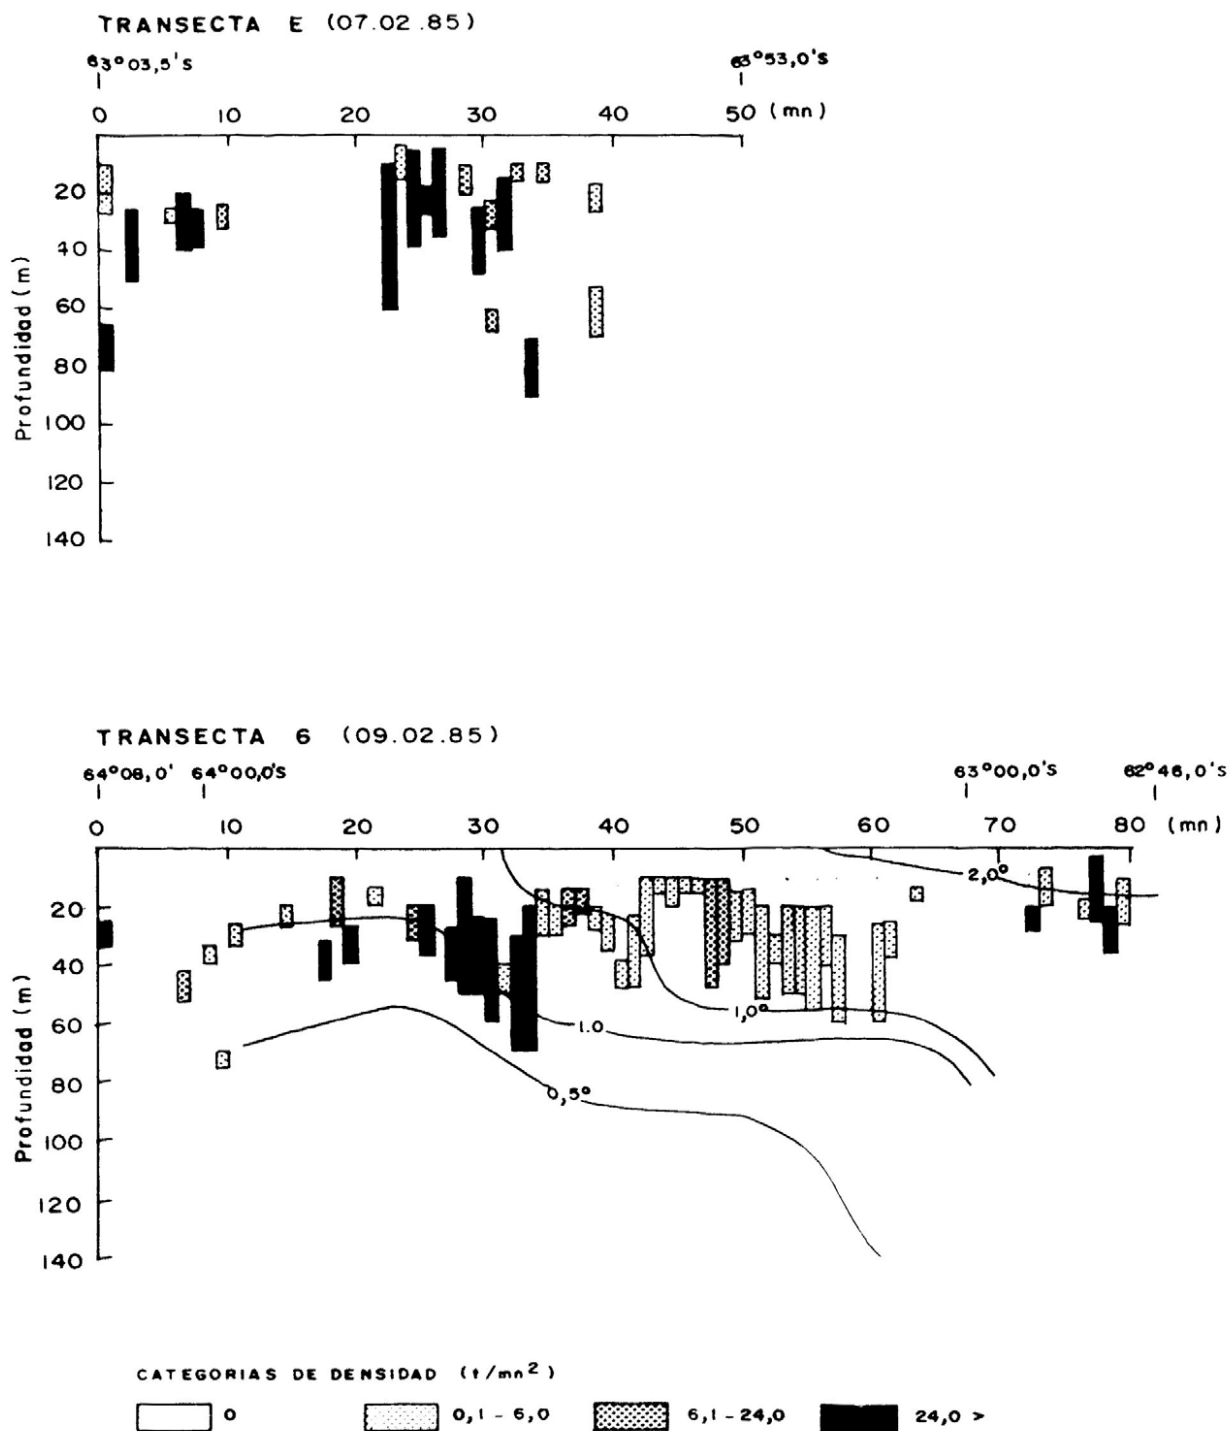 TRANSECTA E (07.02.85)
63°03,5'S 63°53,0'S
0 10 20 30 40 50 (mn)
20
40
60
80
100
120
140
Profundidad (m)
TRANSECTA 6 (09.02.85)
64°08,0' 64°00,0'S 63°00,0'S 62°46,0'S
0 10 20 30 40 50 60 70 80 (mn)
2,0°
20
40
60
80
100
120
140
Profundidad (m)
1,0°
1.0
0,5°
CATEGORIAS DE DENSIDAD (t/mn²)
0 0,1-6,0 6,1-24,0 24,0 >